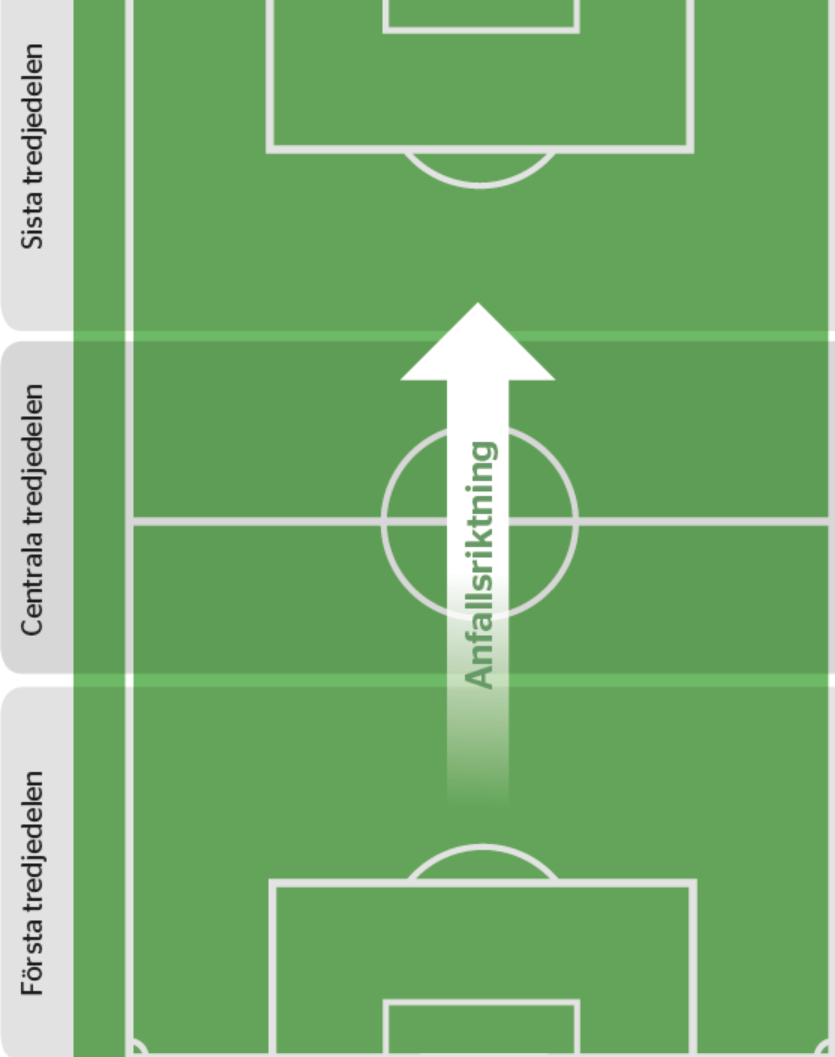 Sista tredjedelen
Centrala tredjedelen
Anfallsriktning
Första tredjedelen